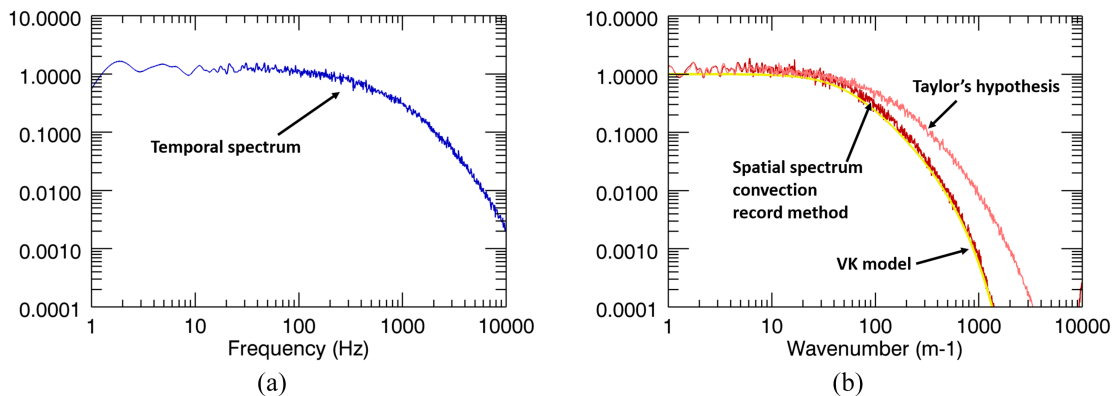 10.0000
1.0000
0.1000
0.0100
0.0010
0.0001
1 10 100 1000 10000
Frequency (Hz)
Temporal spectrum
(a)
10.0000
1.0000
0.1000
0.0100
0.0010
0.0001
1 10 100 1000 10000
Wavenumber (m-1)
Taylor's hypothesis
Spatial spectrum
convection
record method
VK model
(b)